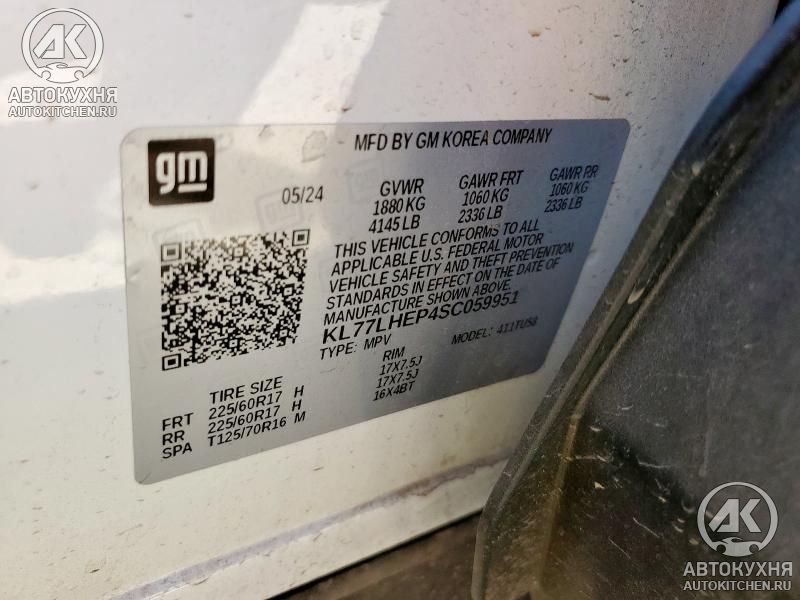 АК
АВТОКУХНЯ
AUTOKITCHEN.RU
gm
MFD BY GM KOREA COMPANY
05/24
GVWR GAWR FRT GAWR RR
1880 KG 1060 KG 1060 KG
4145 LB 2336 LB 2336 LB
THIS VEHICLE CONFORMS TO ALL
APPLICABLE U.S. FEDERAL MOTOR
VEHICLE SAFETY AND THEFT PREVENTION
STANDARDS IN EFFECT ON THE DATE OF
MANUFACTURE SHOWN ABOVE.
KL77LHEP4SC059951
TYPE: MPV MODEL: 411TU58
TIRE SIZE RIM
FRT 225/60R17 H 17X7.5J
RR 225/60R17 H 17X7.5J
SPA T125/70R16 M 16X4BT
АК
АВТОКУХНЯ
AUTOKITCHEN.RU